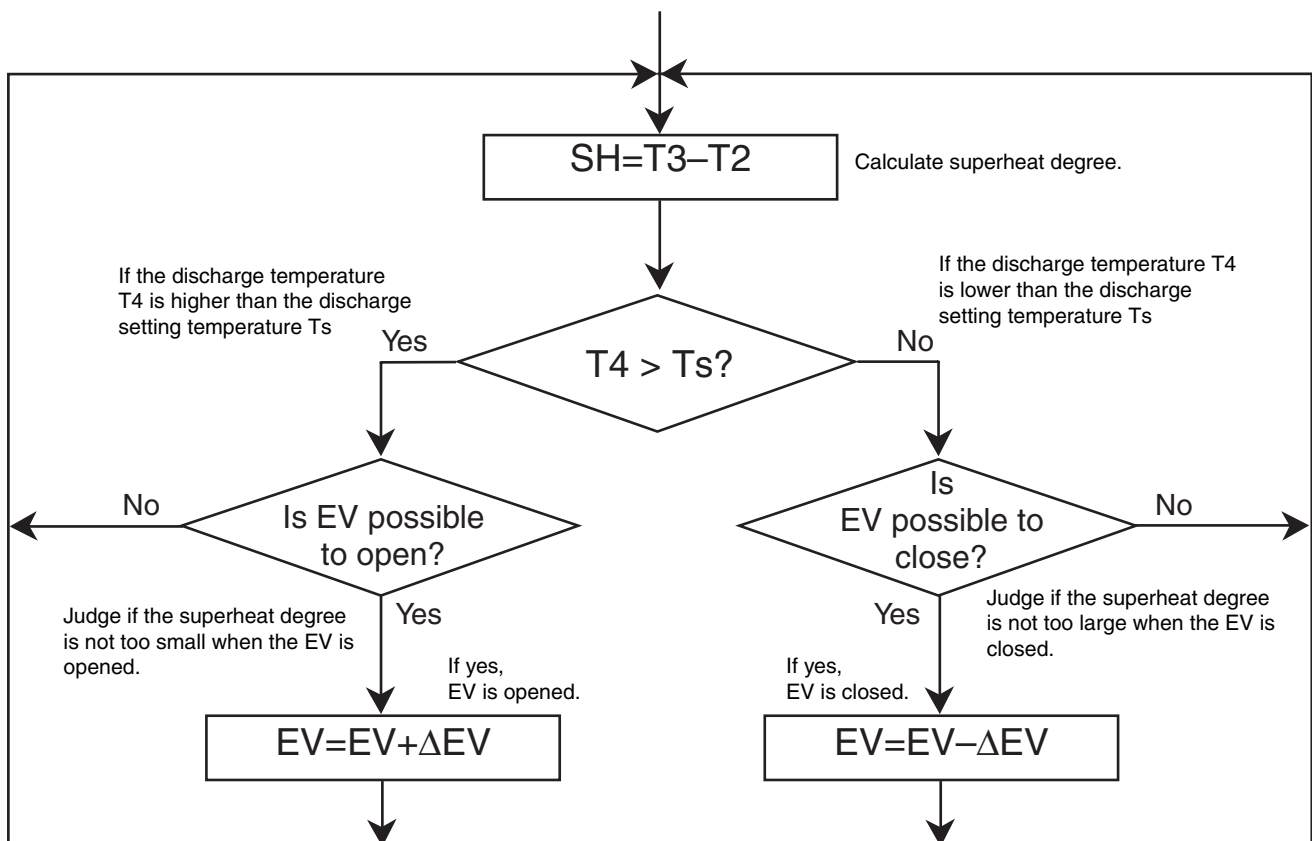 SH=T3–T2
Calculate superheat degree.
If the discharge temperature
T4 is higher than the discharge
setting temperature Ts
If the discharge temperature T4
is lower than the discharge
setting temperature Ts
Yes
No
T4 > Ts?
No
Is EV possible
to open?
Is
EV possible to
close?
No
Judge if the superheat degree
is not too small when the EV is
opened.
Yes
Yes
Judge if the superheat degree
is not too large when the EV is
closed.
If yes,
EV is opened.
If yes,
EV is closed.
EV=EV+ΔEV
EV=EV–ΔEV